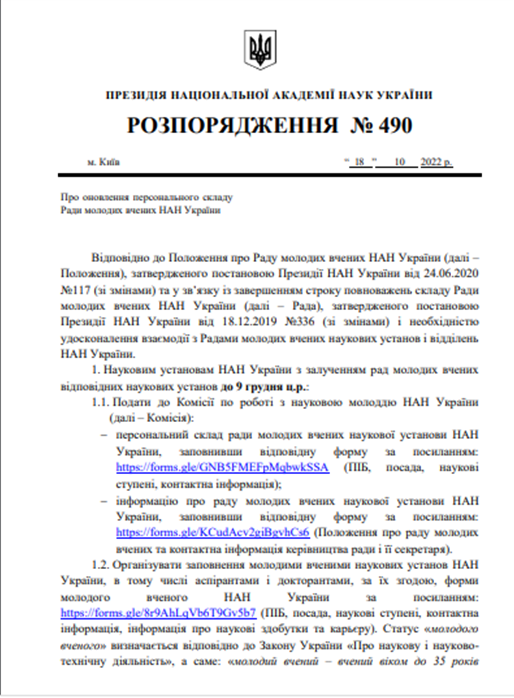 ПРЕЗИДІЯ НАЦІОНАЛЬНОЇ АКАДЕМІЇ НАУК УКРАЇНИ
РОЗПОРЯДЖЕННЯ № 490
м. Київ “ 18 ” 10 2022 р.
Про оновлення персонального складу
Ради молодих вчених НАН України
Відповідно до Положення про Раду молодих вчених НАН України (далі –
Положення), затвердженого постановою Президії НАН України від 24.06.2020
№117 (зі змінами) та у зв’язку із завершенням строку повноважень складу Ради
молодих вчених НАН України (далі – Рада), затвердженого постановою
Президії НАН України від 18.12.2019 №336 (зі змінами) і необхідністю
удосконалення взаємодії з Радами молодих вчених наукових установ і відділень
НАН України.
1. Науковим установам НАН України з залученням рад молодих вчених
відповідних наукових установ до 9 грудня ц.р.:
1.1. Подати до Комісії по роботі з науковою молоддю НАН України
(далі – Комісія):
– персональний склад ради молодих вчених наукової установи НАН
України, заповнивши відповідну форму за посиланням:
https://forms.gle/GNB5FMEFpMqbwkSSA (ПІБ, посада, наукові
ступені, контактна інформація);
– інформацію про раду молодих вчених наукової установи НАН
України, заповнивши відповідну форму за посиланням:
https://forms.gle/KCudAcv2giBgvhCs6 (Положення про раду молодих
вчених та контактна інформація керівництва ради і її секретаря).
1.2. Організувати заповнення молодими вченими наукових установ НАН
України, в тому числі аспірантами і докторантами, за їх згодою, форми
молодого вченого НАН України за посиланням:
https://forms.gle/8r9AhLqVb6T9Gv5b7 (ПІБ, посада, наукові ступені, контактна
інформація, інформація про наукові здобутки та карьєру). Статус «молодого
вченого» визначається відповідно до Закону України «Про наукову і науково-
технічну діяльність», а саме: «молодий вчений – вчений віком до 35 років